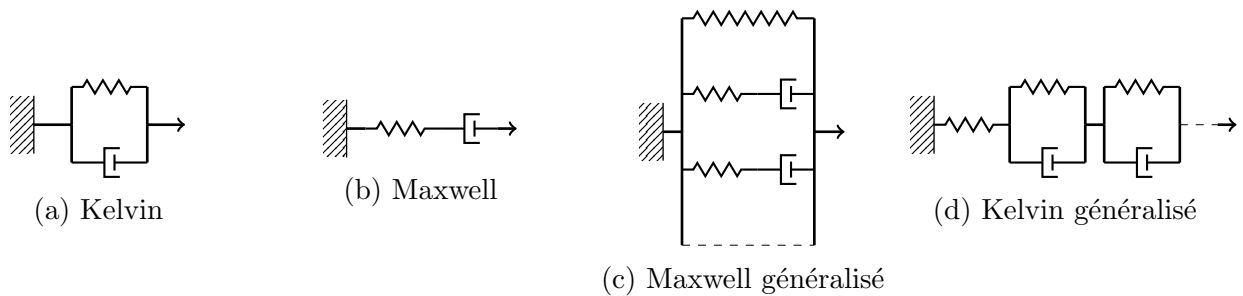 (a) Kelvin
(b) Maxwell
(c) Maxwell généralisé
(d) Kelvin généralisé